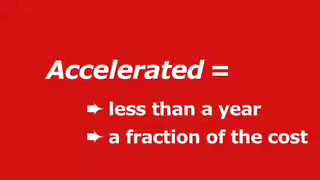 Accelerated =
➨ less than a year
➨ a fraction of the cost